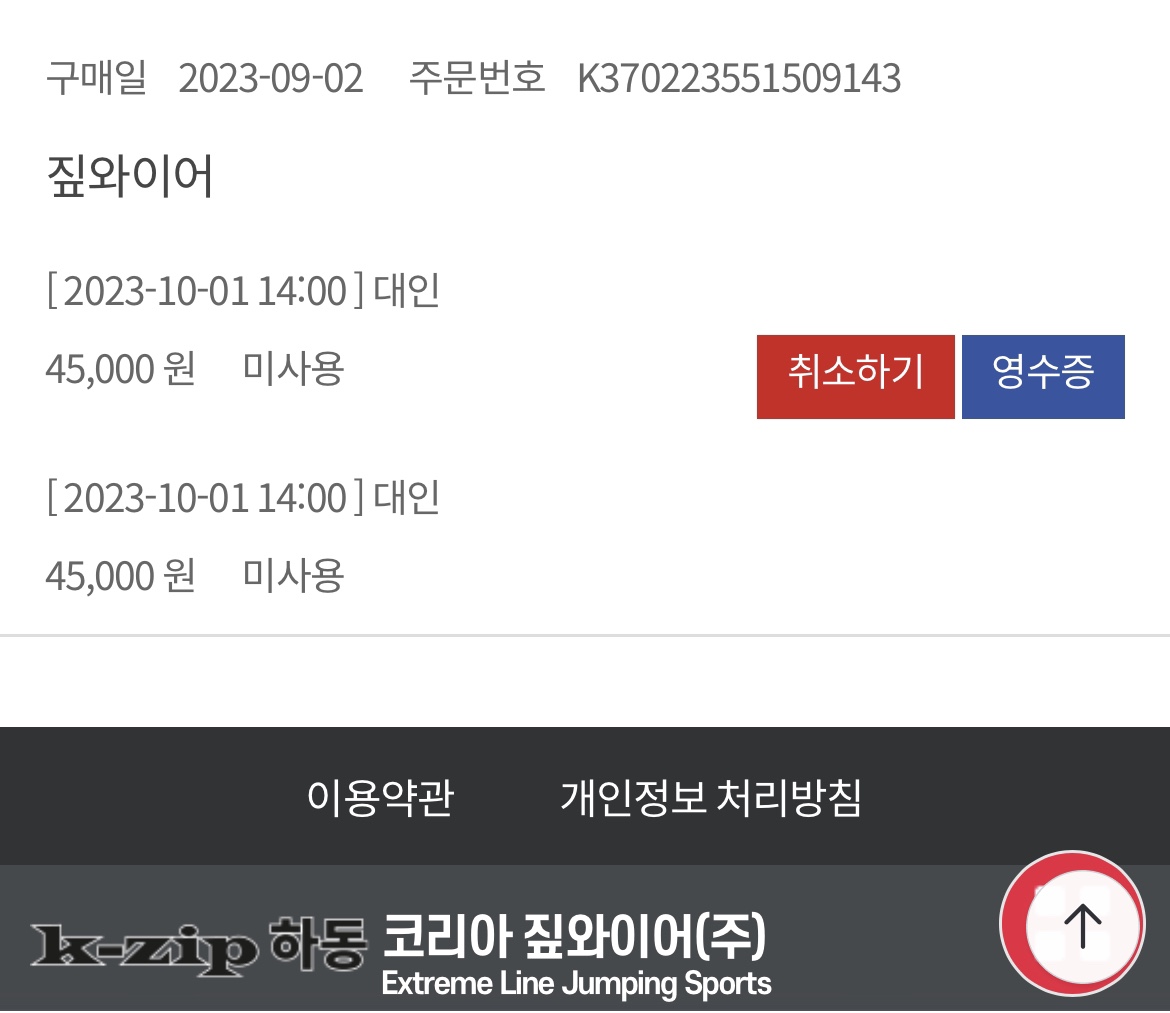 구매일 2023-09-02 주문번호 K370223551509143
짚와이어
[ 2023-10-01 14:00 ] 대인
45,000 원 미사용 취소하기 영수증
[ 2023-10-01 14:00 ] 대인
45,000 원 미사용
이용약관 개인정보 처리방침
k-zip 하동 코리아 짚와이어(주)
Extreme Line Jumping Sports